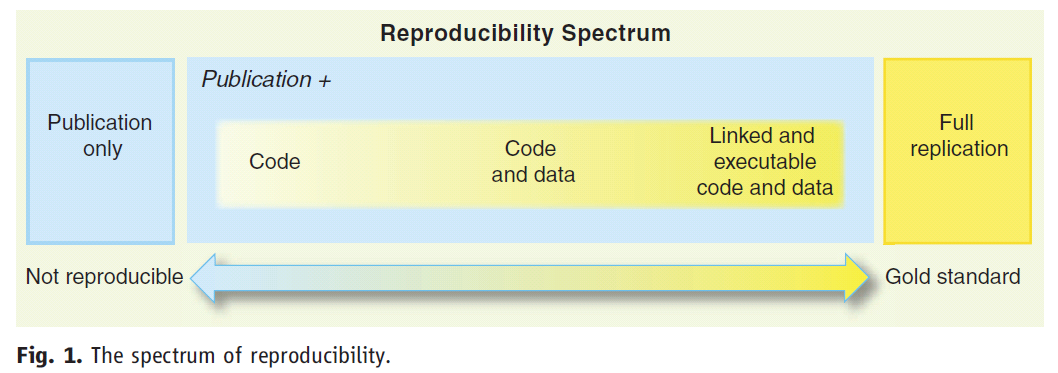 Reproducibility Spectrum
Publication
only
Publication +
Code
Code
and data
Linked and
executable
code and data
Full
replication
Not reproducible
Gold standard
Fig. 1. The spectrum of reproducibility.